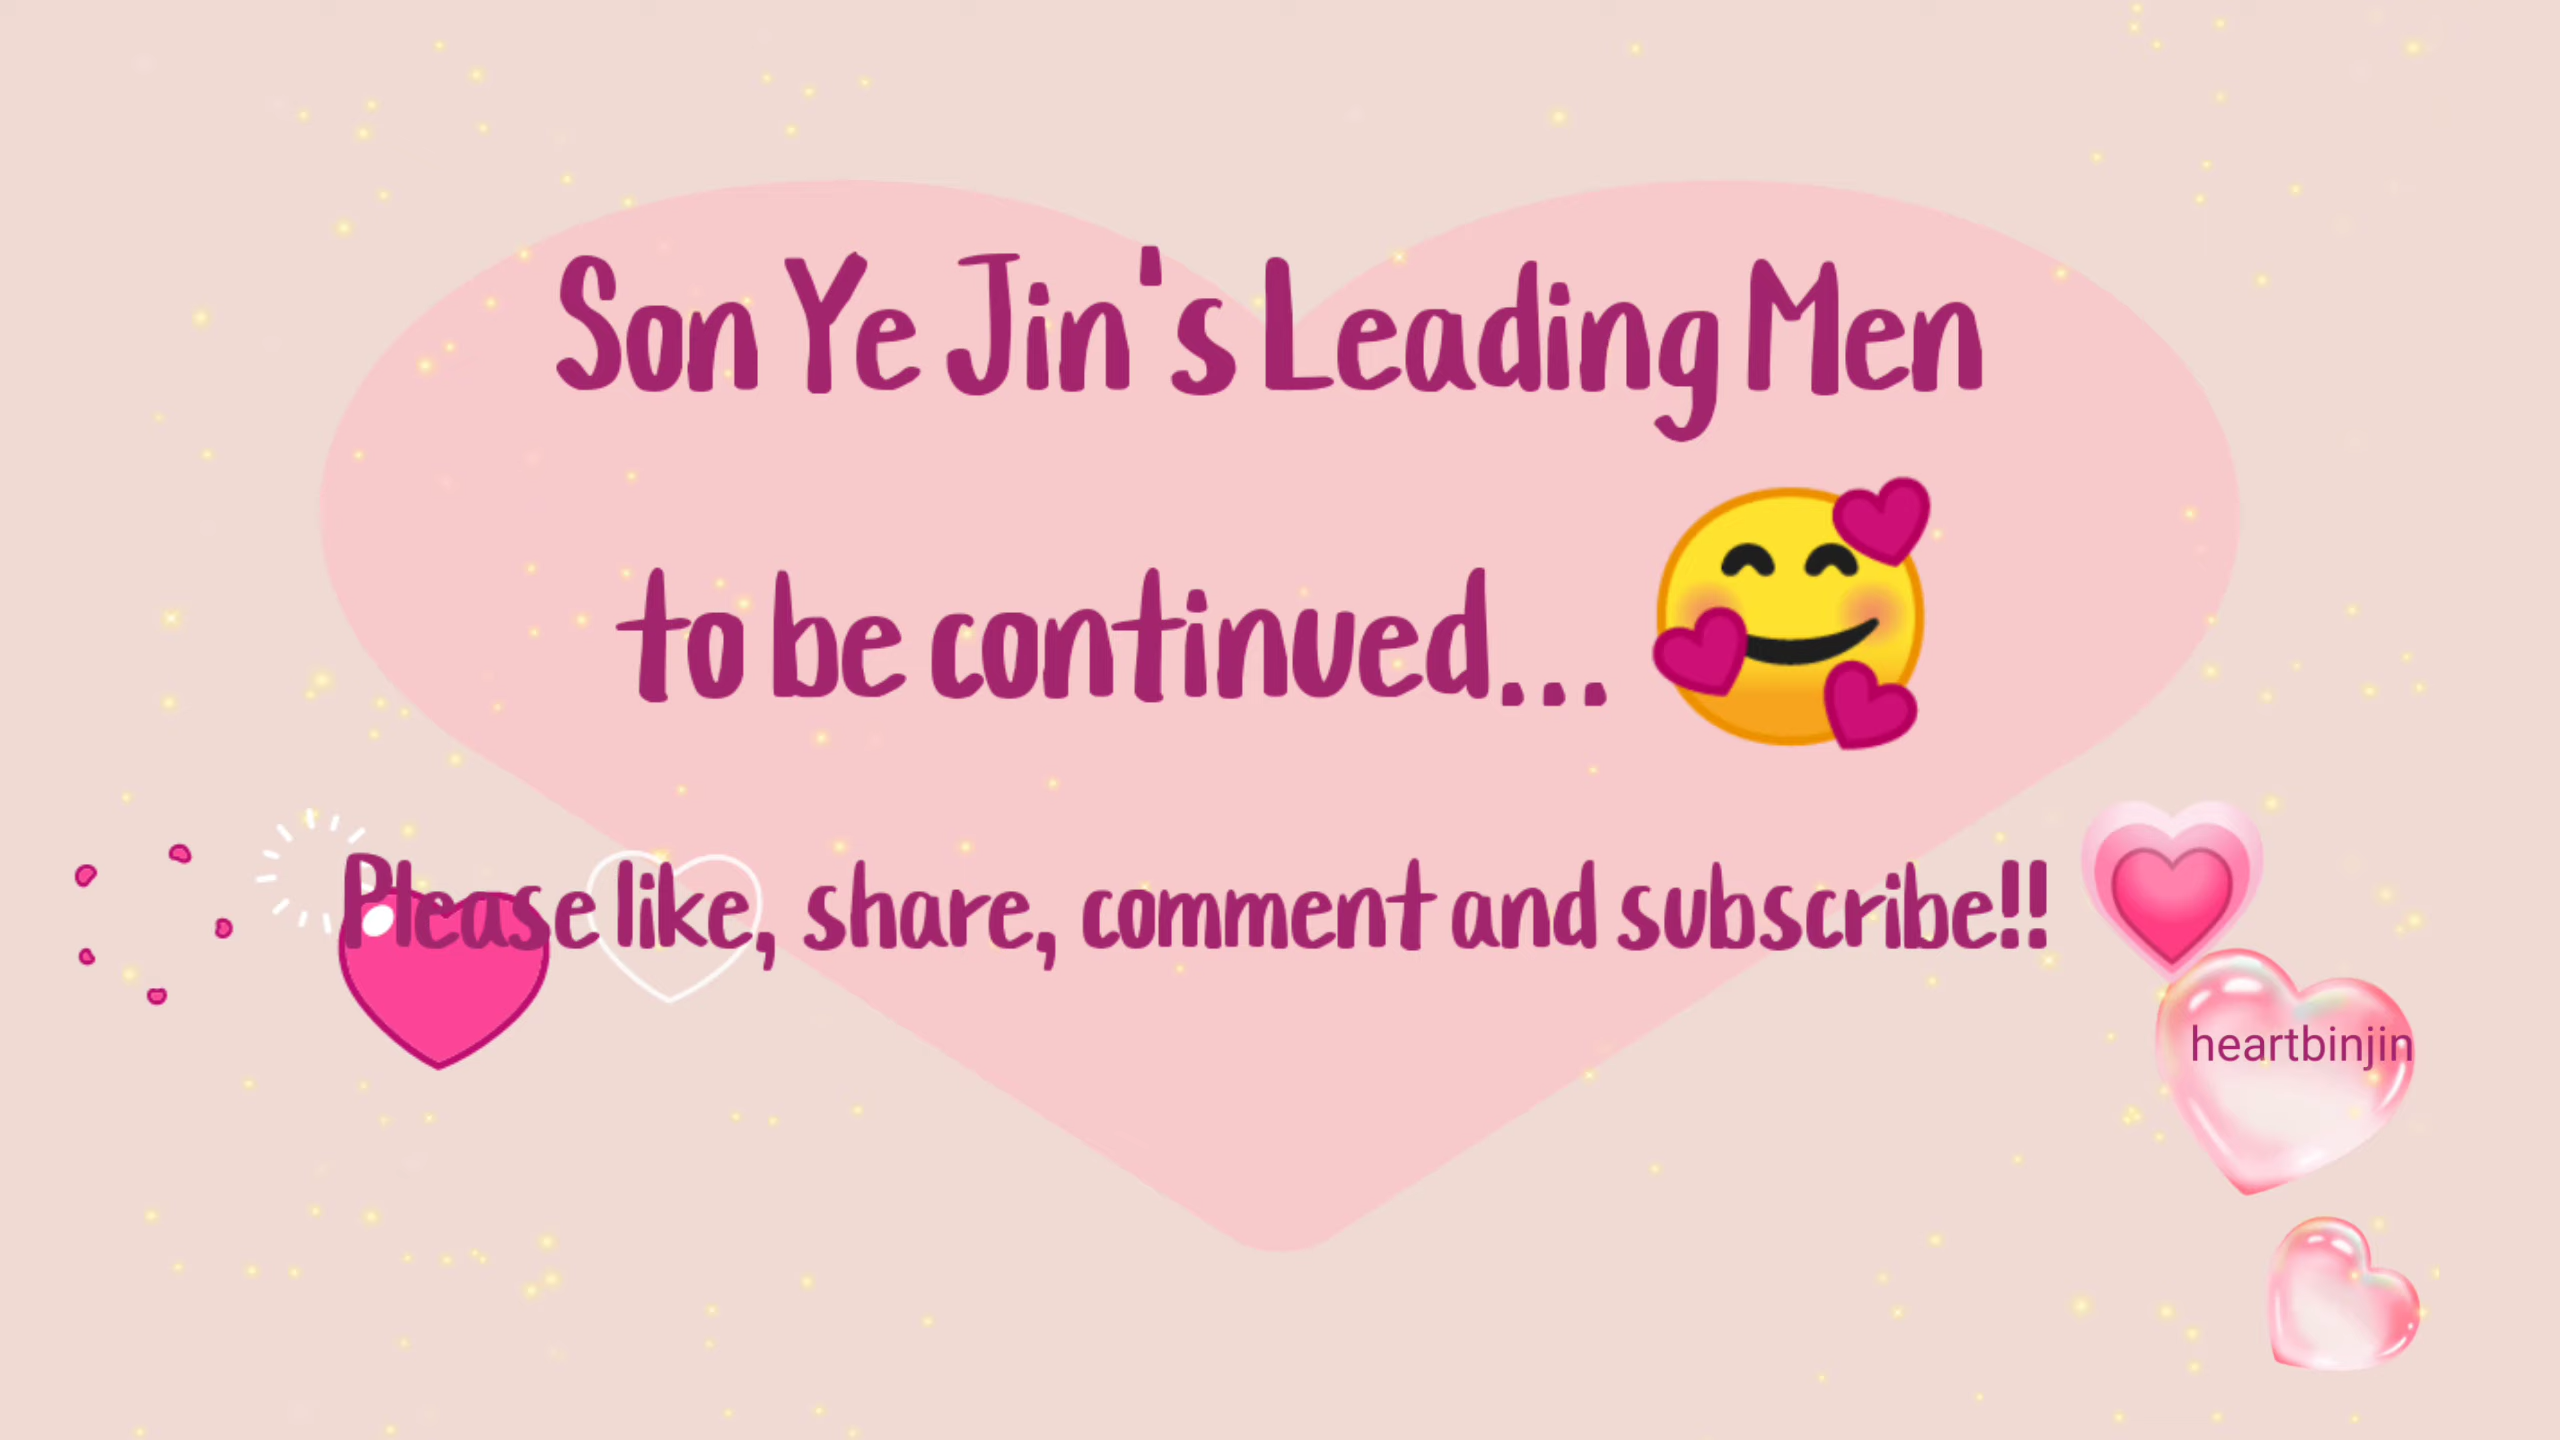 Son Ye Jin's Leading Men
to be continued...
Please like, share, comment and subscribe!!
heartbinjin